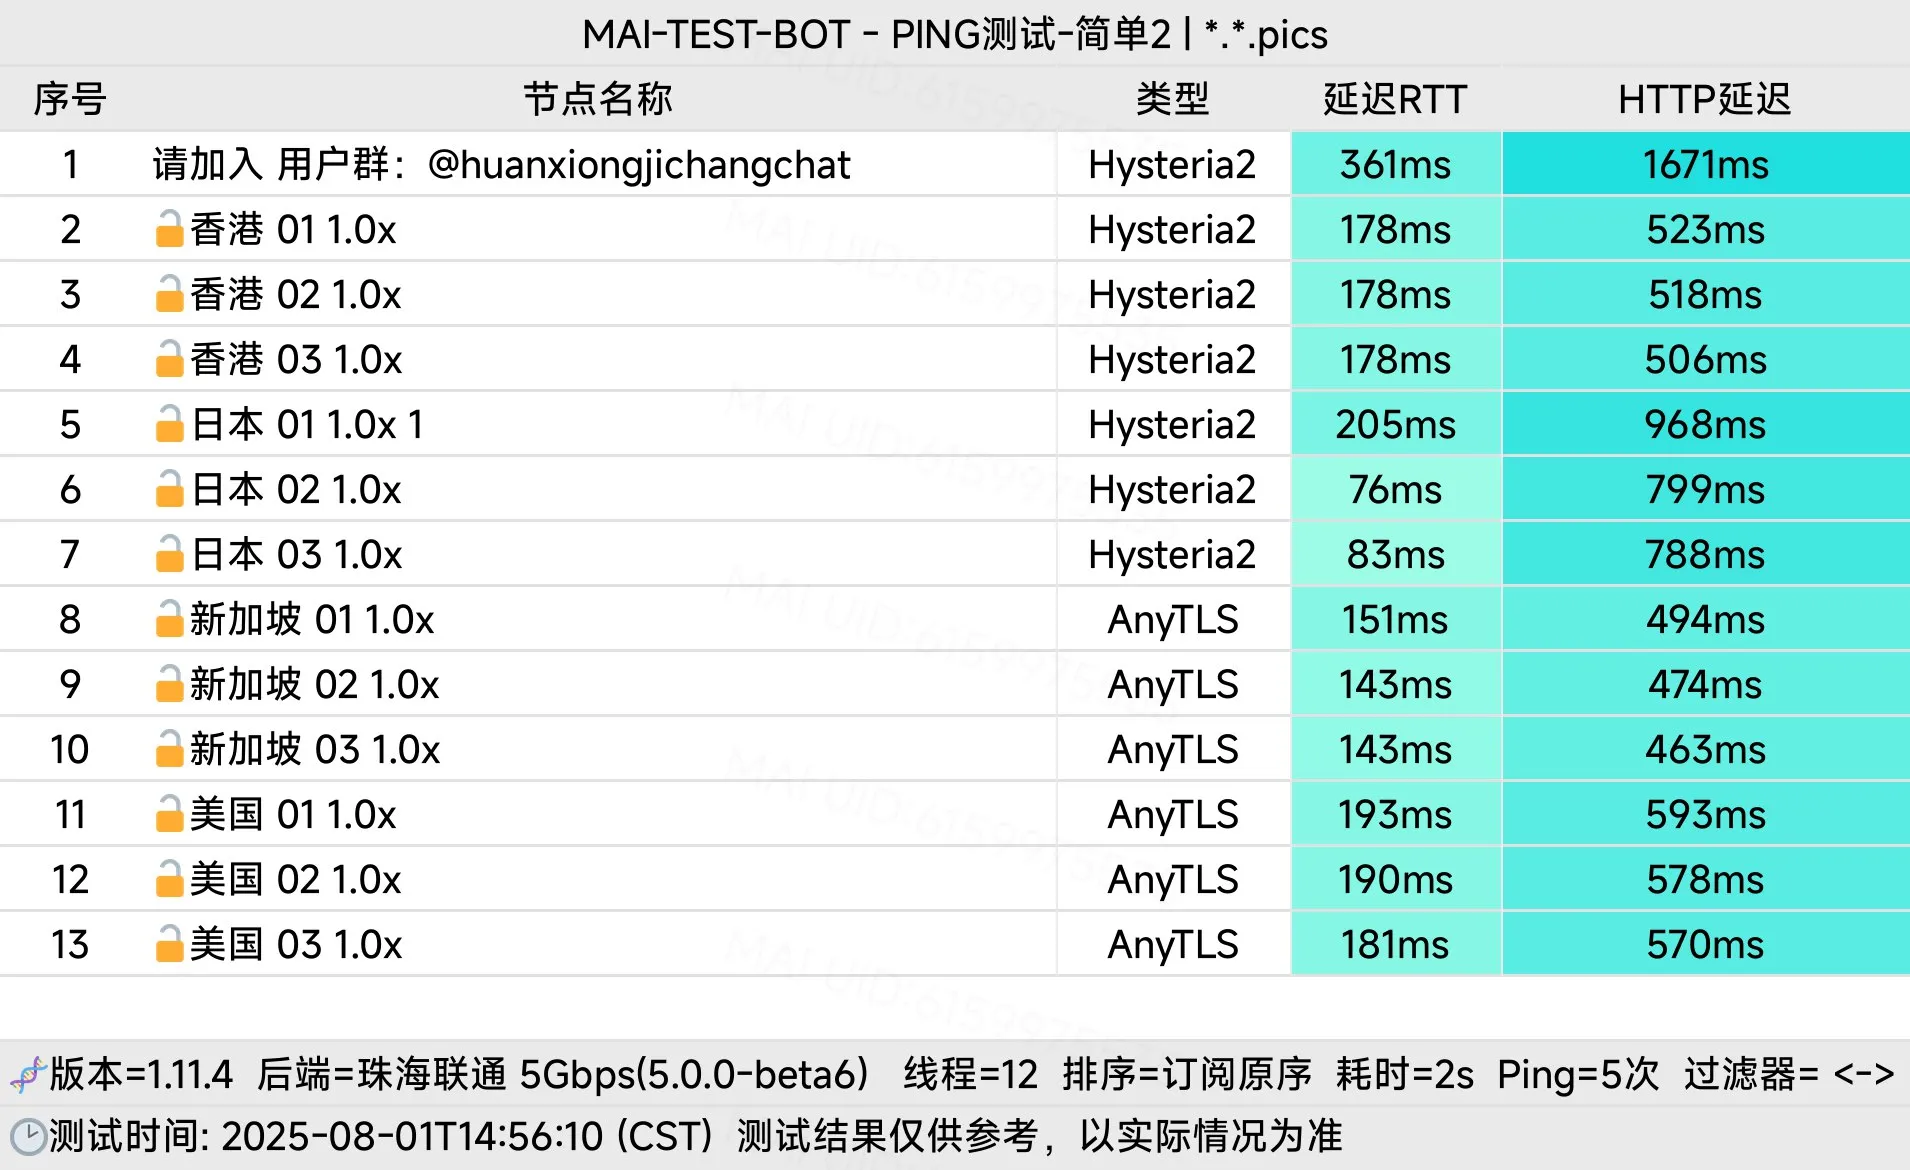 MAI-TEST-BOT - PING测试-简单2 | *.*.pics
序号 节点名称 类型 延迟RTT HTTP延迟
1 请加入 用户群：@huanxiongjichangchat Hysteria2 361ms 1671ms
2 🔓香港 01 1.0x Hysteria2 178ms 523ms
3 🔓香港 02 1.0x Hysteria2 178ms 518ms
4 🔓香港 03 1.0x Hysteria2 178ms 506ms
5 🔓日本 01 1.0x 1 Hysteria2 205ms 968ms
6 🔓日本 02 1.0x Hysteria2 76ms 799ms
7 🔓日本 03 1.0x Hysteria2 83ms 788ms
8 🔓新加坡 01 1.0x AnyTLS 151ms 494ms
9 🔓新加坡 02 1.0x AnyTLS 143ms 474ms
10 🔓新加坡 03 1.0x AnyTLS 143ms 463ms
11 🔓美国 01 1.0x AnyTLS 193ms 593ms
12 🔓美国 02 1.0x AnyTLS 190ms 578ms
13 🔓美国 03 1.0x AnyTLS 181ms 570ms
🧬版本=1.11.4 后端=珠海联通 5Gbps(5.0.0-beta6) 线程=12 排序=订阅原序 耗时=2s Ping=5次 过滤器= <->
🕒测试时间: 2025-08-01T14:56:10 (CST) 测试结果仅供参考，以实际情况为准